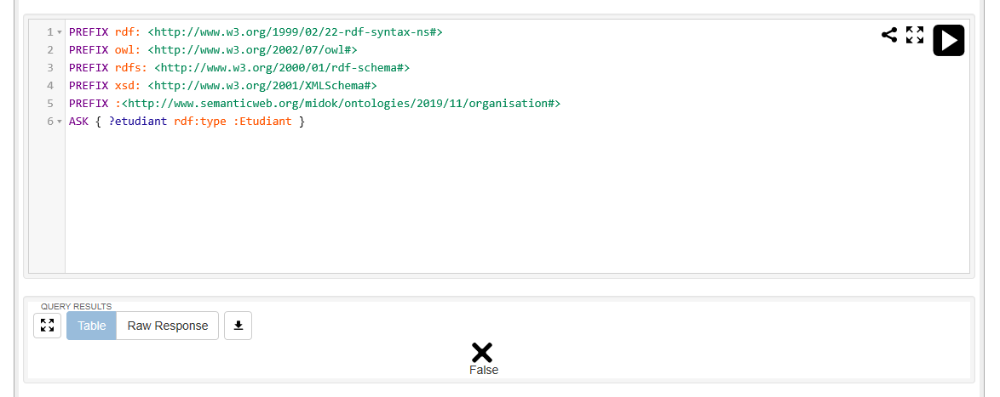 1 PREFIX rdf: <http://www.w3.org/1999/02/22-rdf-syntax-ns#>
2 PREFIX owl: <http://www.w3.org/2002/07/owl#>
3 PREFIX rdfs: <http://www.w3.org/2000/01/rdf-schema#>
4 PREFIX xsd: <http://www.w3.org/2001/XMLSchema#>
5 PREFIX :<http://www.semanticweb.org/midok/ontologies/2019/11/organisation#>
6 ASK { ?etudiant rdf:type :Etudiant }
QUERY RESULTS
Table Raw Response
False